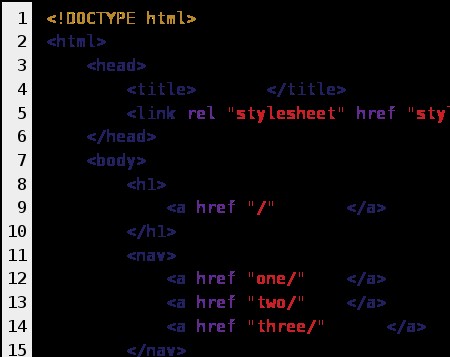 1 <!DOCTYPE html>
2 <html>
3 <head>
4 <title> </title>
5 <link rel "stylesheet" href "sty
6 </head>
7 <body>
8 <h1>
9 <a href "/" </a>
10 </h1>
11 <nav>
12 <a href "one/" </a>
13 <a href "two/" </a>
14 <a href "three/" </a>
15 </nav>